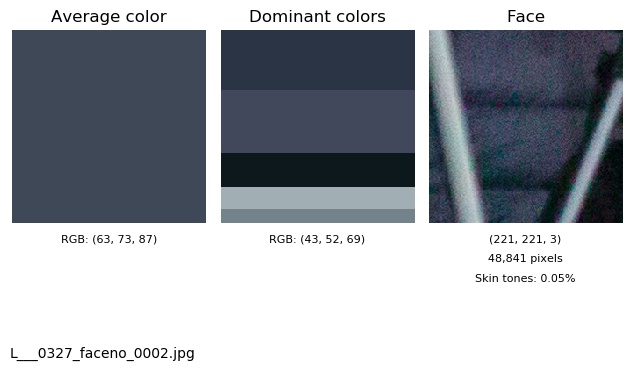 Average color
Dominant colors
Face
RGB: (63, 73, 87)
RGB: (43, 52, 69)
(221, 221, 3)
48,841 pixels
Skin tones: 0.05%
L___0327_faceno_0002.jpg